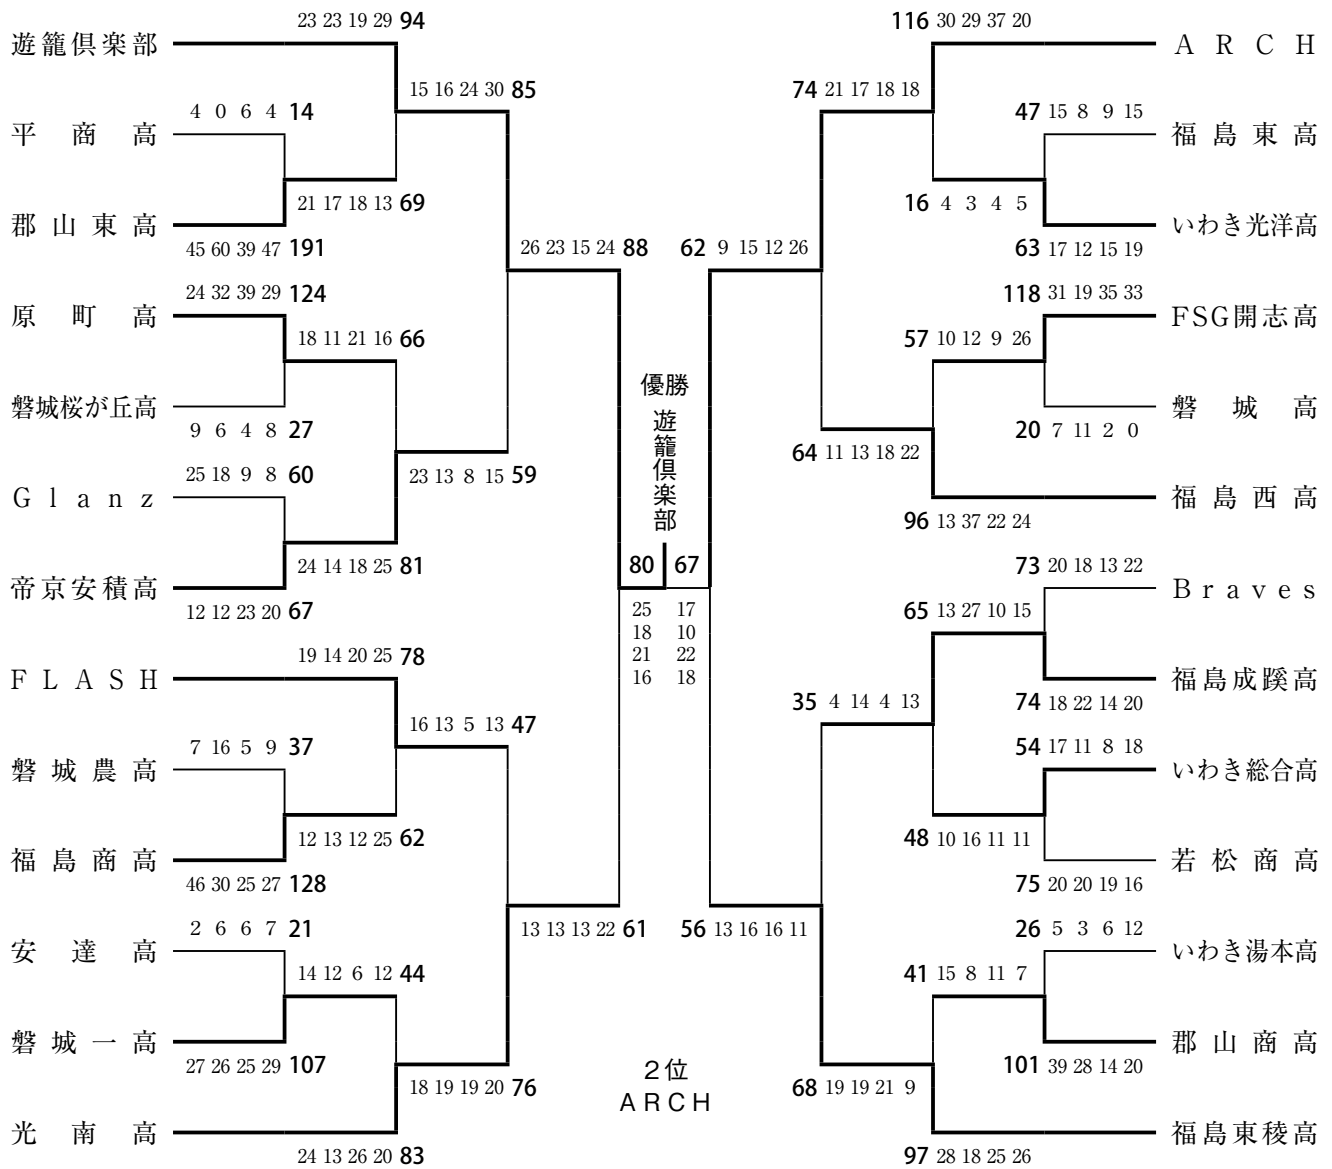 23 23 19 29 94
遊籠倶楽部
15 16 24 30 85
4 0 6 4 14
平商高
21 17 18 13 69
郡山東高
45 60 39 47 191
26 23 15 24 88
24 32 39 29 124
原町高
18 11 21 16 66
磐城桜が丘高
9 6 4 8 27
23 13 8 15 59
25 18 9 8 60
Glanz
24 14 18 25 81
帝京安積高
12 12 23 20 67
19 14 20 25 78
FLASH
16 13 5 13 47
7 16 5 9 37
磐城農高
12 13 12 25 62
福島商高
46 30 25 27 128
13 13 13 22 61
2 6 6 7 21
安達高
14 12 6 12 44
磐城一高
27 26 25 29 107
18 19 19 20 76
光南高
24 13 26 20 83
優勝
遊籠倶楽部
80 67
25 17
18 10
21 22
16 18
2位
ARCH
116 30 29 37 20
ARCH
74 21 17 18 18
47 15 8 9 15
福島東高
16 4 3 4 5
いわき光洋高
63 17 12 15 19
62 9 15 12 26
118 31 19 35 33
FSG開志高
57 10 12 9 26
磐城高
20 7 11 2 0
64 11 13 18 22
福島西高
96 13 37 22 24
73 20 18 13 22
Braves
65 13 27 10 15
福島成蹊高
74 18 22 14 20
35 4 14 4 13
54 17 11 8 18
いわき総合高
48 10 16 11 11
若松商高
75 20 20 19 16
56 13 16 16 11
26 5 3 6 12
いわき湯本高
41 15 8 11 7
郡山商高
101 39 28 14 20
68 19 19 21 9
福島東稜高
97 28 18 25 26